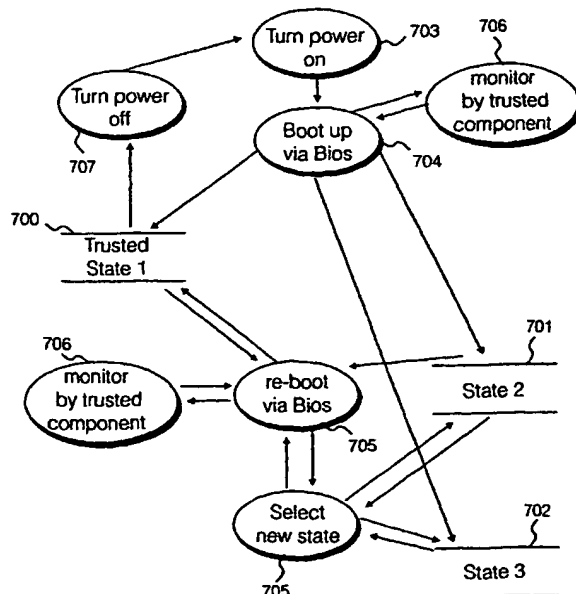 Turn power
on
703
706
monitor
by trusted
component
Turn power
off
707
Boot up
via Bios
704
700
Trusted
State 1
701
State 2
706
monitor
by trusted
component
re-boot
via Bios
705
Select
new state
705
702
State 3